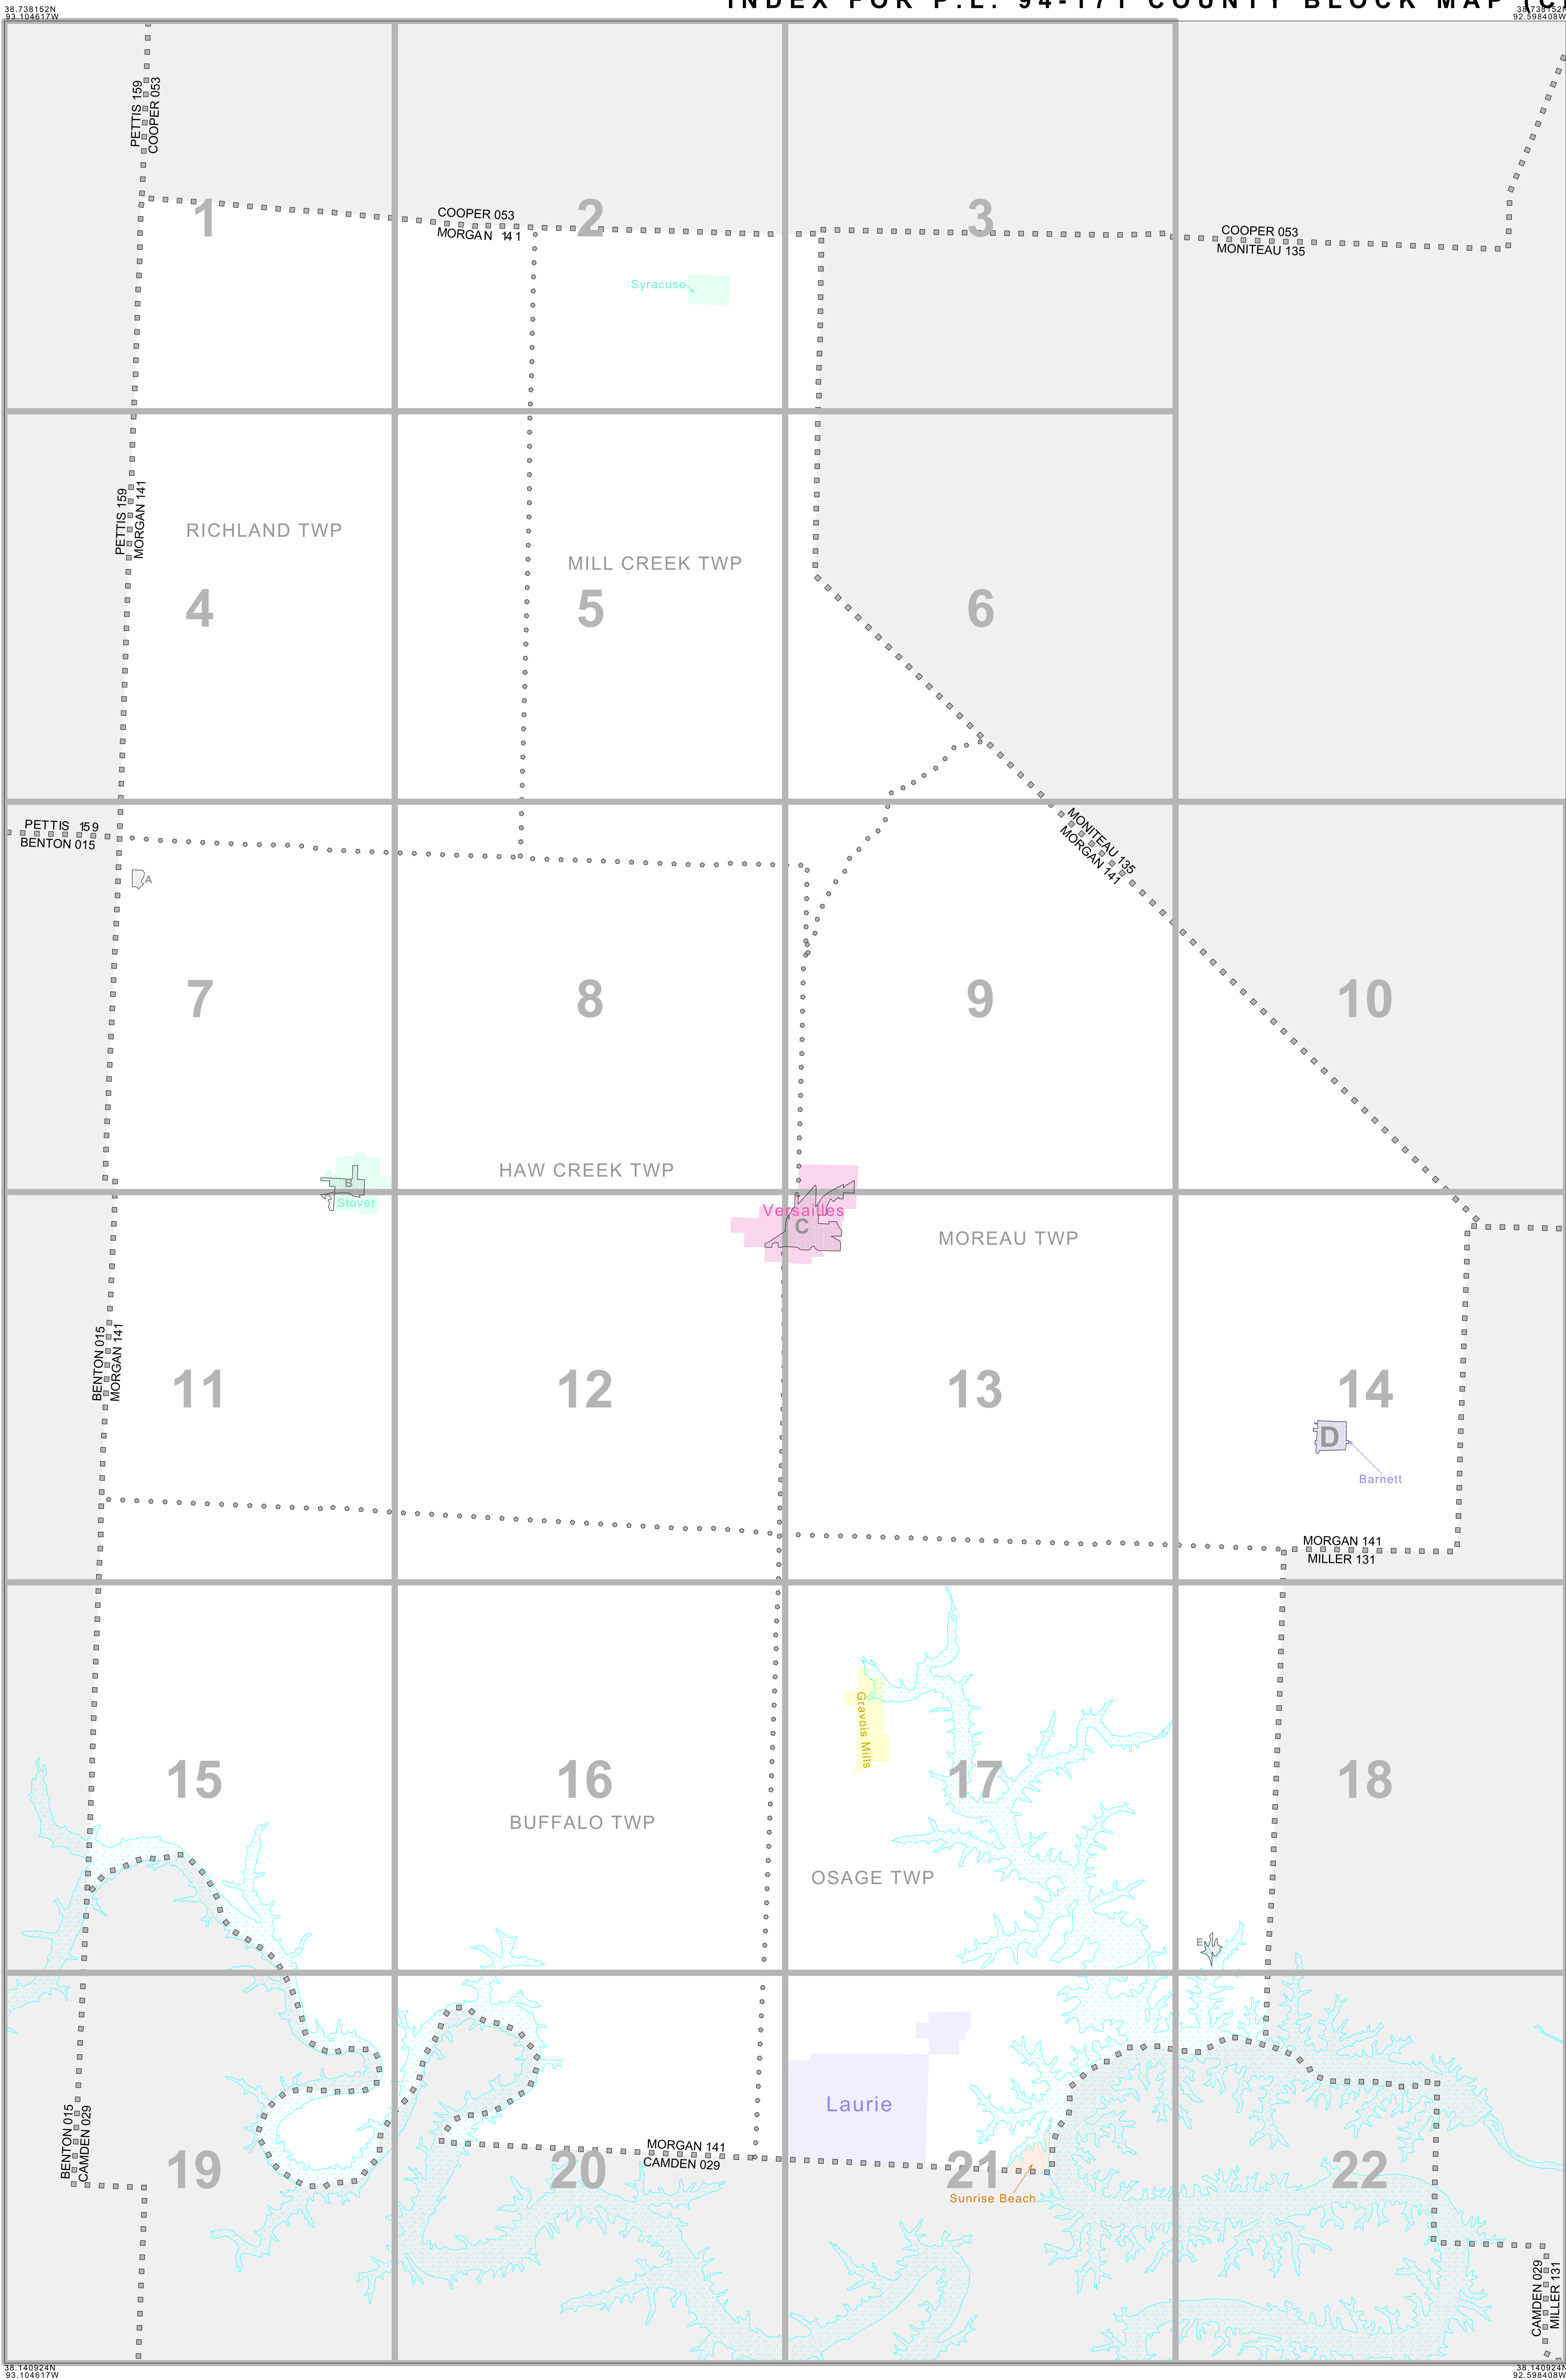 INDEX FOR P.L. 94-171 COUNTY BLOCK MAP
38.738152N
93.104617W
38.738152N
92.598408W
PETTIS 159
COOPER 053
1
COOPER 053
MORGAN 141
2
3
COOPER 053
MONITEAU 135
Syracuse
PETTIS 159
MORGAN 141
RICHLAND TWP
MILL CREEK TWP
4
5
6
PETTIS 159
BENTON 015
MONITEAU 135
MORGAN 141
A
7
8
9
10
HAW CREEK TWP
B
Stover
Versailles
C
MOREAU TWP
BENTON 015
MORGAN 141
11
12
13
14
D
Barnett
MORGAN 141
MILLER 131
Gravois Mills
15
16
17
18
BUFFALO TWP
OSAGE TWP
E
Laurie
BENTON 015
CAMDEN 029
MORGAN 141
CAMDEN 029
19
20
21
22
Sunrise Beach
CAMDEN 029
MILLER 131
38.140924N
93.104617W
38.140924N
92.598408W